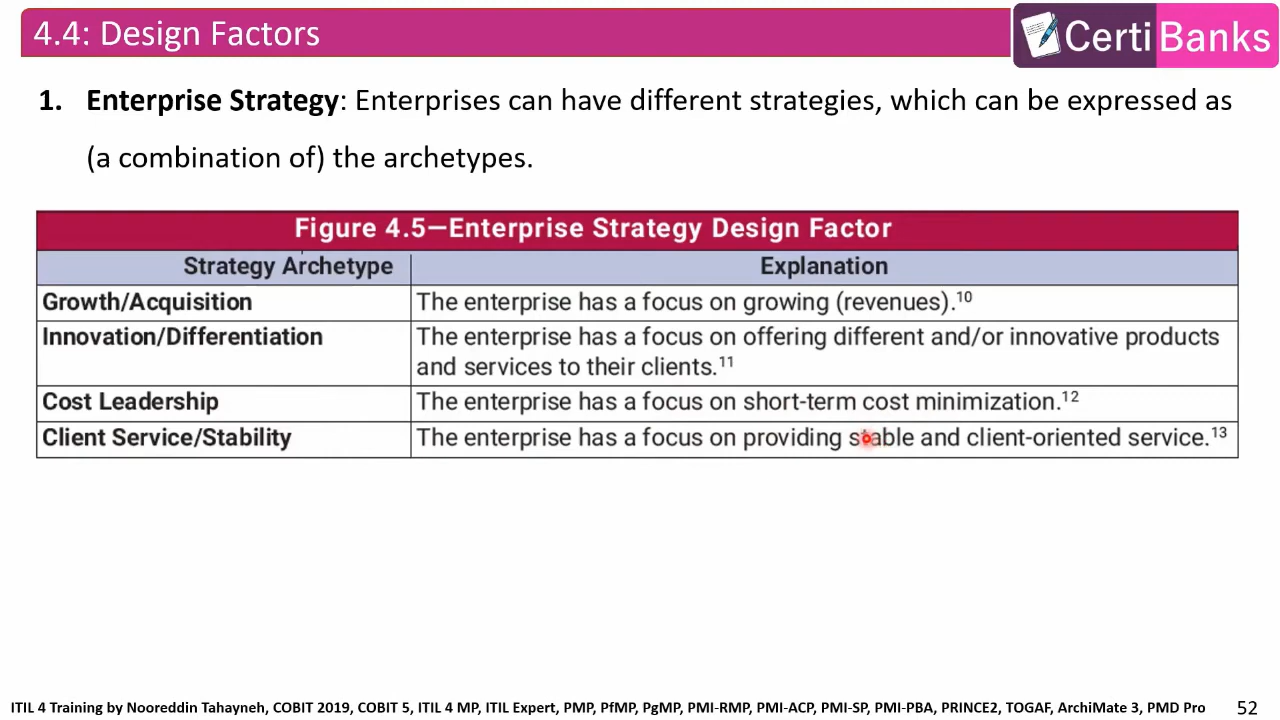 4.4: Design Factors
CertiBanks
1. Enterprise Strategy: Enterprises can have different strategies, which can be expressed as
(a combination of) the archetypes.
Figure 4.5—Enterprise Strategy Design Factor
Strategy Archetype Explanation
Growth/Acquisition The enterprise has a focus on growing (revenues).¹⁰
Innovation/Differentiation The enterprise has a focus on offering different and/or innovative products
and services to their clients.¹¹
Cost Leadership The enterprise has a focus on short-term cost minimization.¹²
Client Service/Stability The enterprise has a focus on providing stable and client-oriented service.¹³
ITIL 4 Training by Nooreddin Tahayneh, COBIT 2019, COBIT 5, ITIL 4 MP, ITIL Expert, PMP, PfMP, PgMP, PMI-RMP, PMI-ACP, PMI-SP, PMI-PBA, PRINCE2, TOGAF, ArchiMate 3, PMD Pro 52